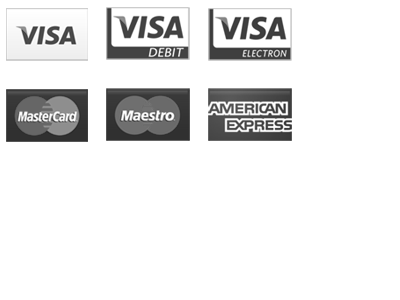 VISA
VISA
DEBIT
VISA
ELECTRON
MasterCard
Maestro
AMERICAN
EXPRESS